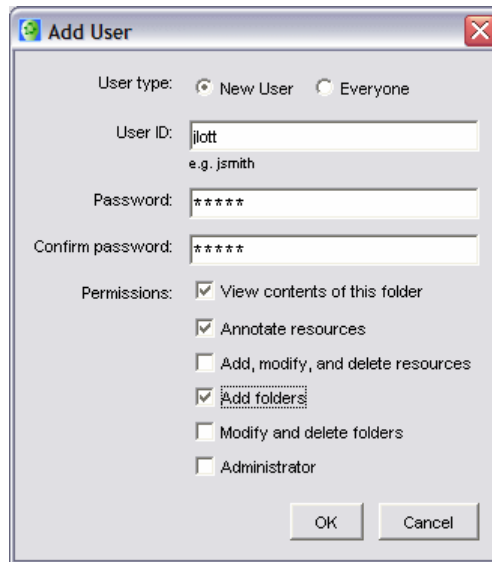 Add User
User type: New User Everyone
User ID: jlott
e.g. jsmith
Password: *****
Confirm password: *****
Permissions: View contents of this folder
Annotate resources
Add, modify, and delete resources
Add folders
Modify and delete folders
Administrator
OK Cancel